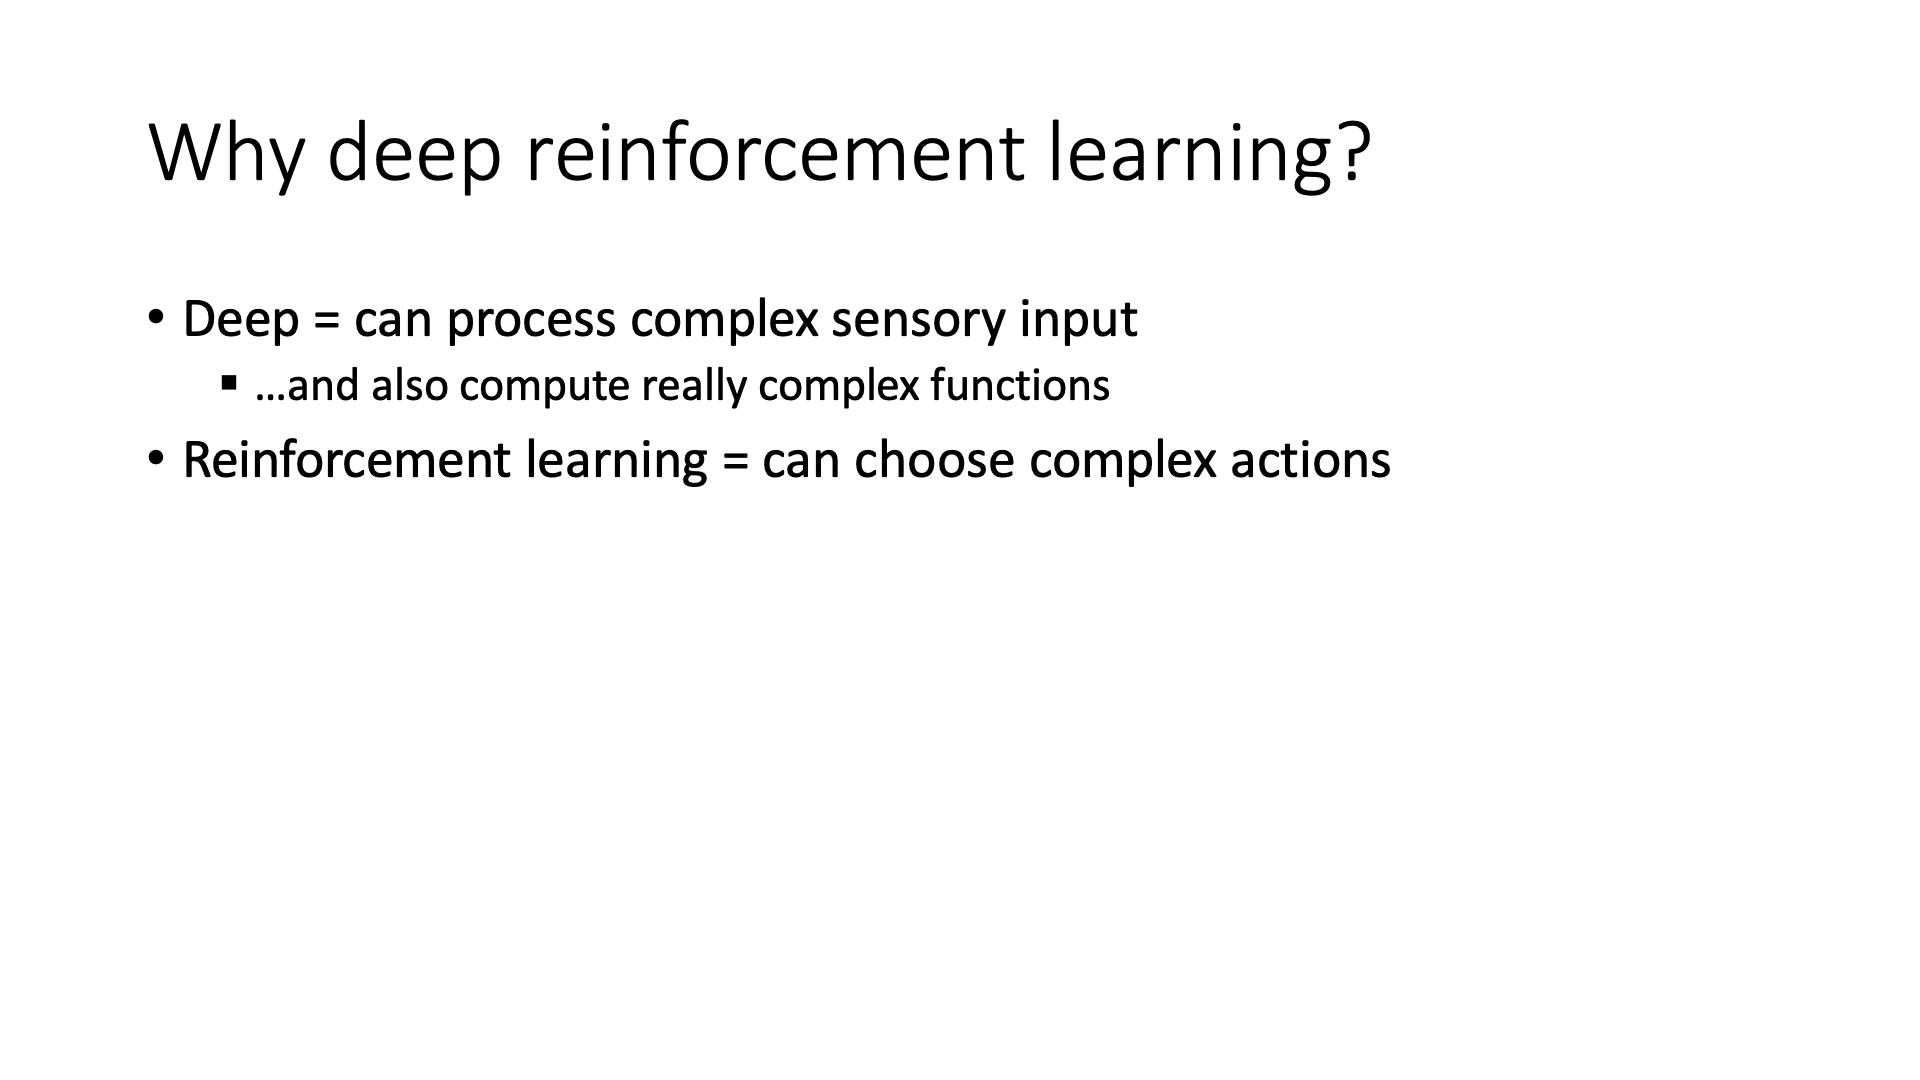 Why deep reinforcement learning?
• Deep = can process complex sensory input
▪ …and also compute really complex functions
• Reinforcement learning = can choose complex actions